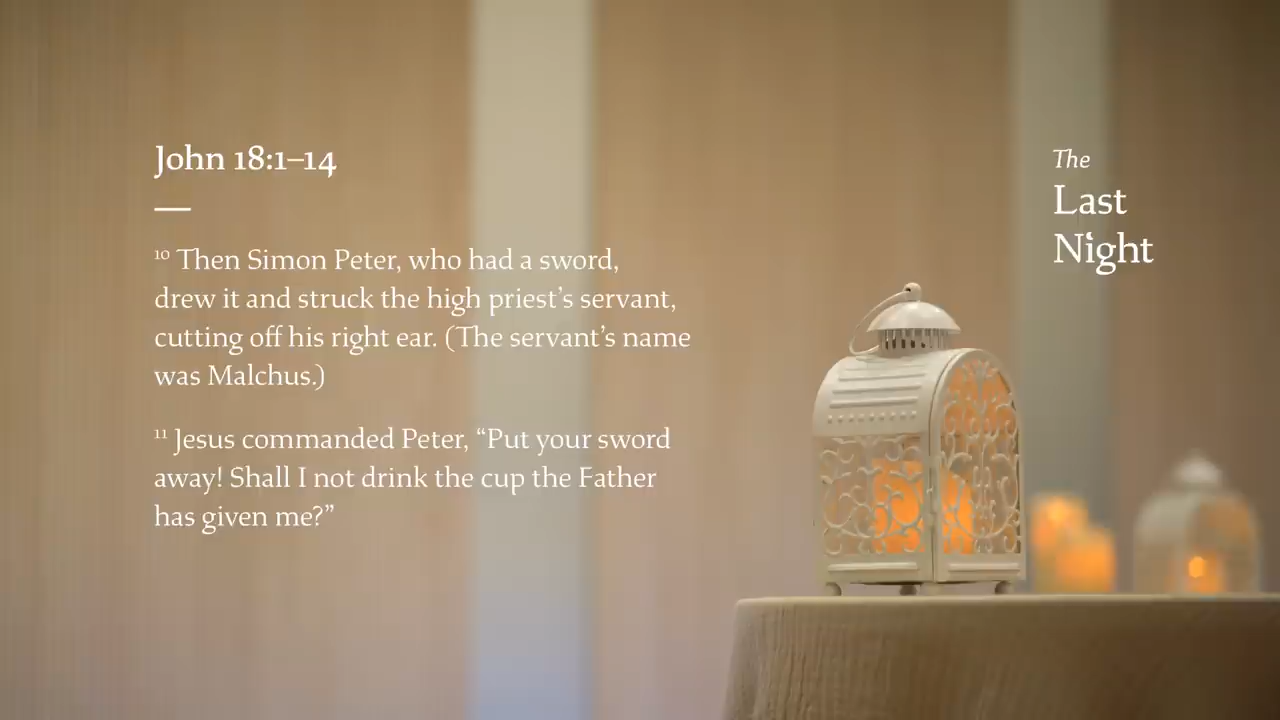 John 18:1–14
The
Last
Night
¹⁰ Then Simon Peter, who had a sword,
drew it and struck the high priest’s servant,
cutting off his right ear. (The servant’s name
was Malchus.)
¹¹ Jesus commanded Peter, “Put your sword
away! Shall I not drink the cup the Father
has given me?”